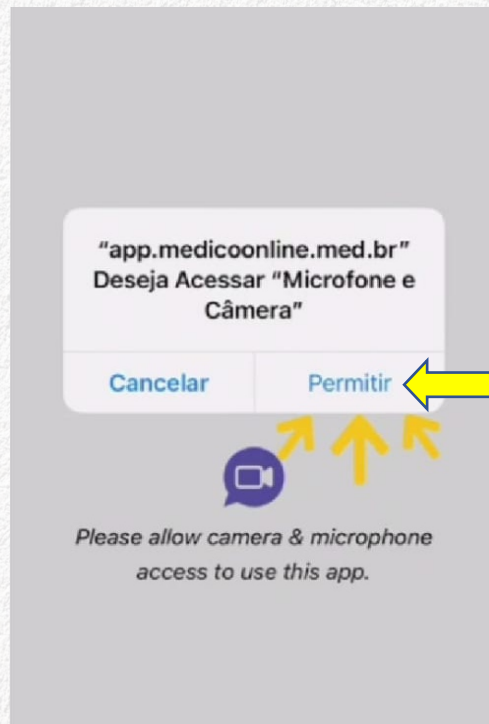 "app.medicoonline.med.br"
Deseja Acessar "Microfone e
Câmera"
Cancelar
Permitir
Please allow camera & microphone
access to use this app.